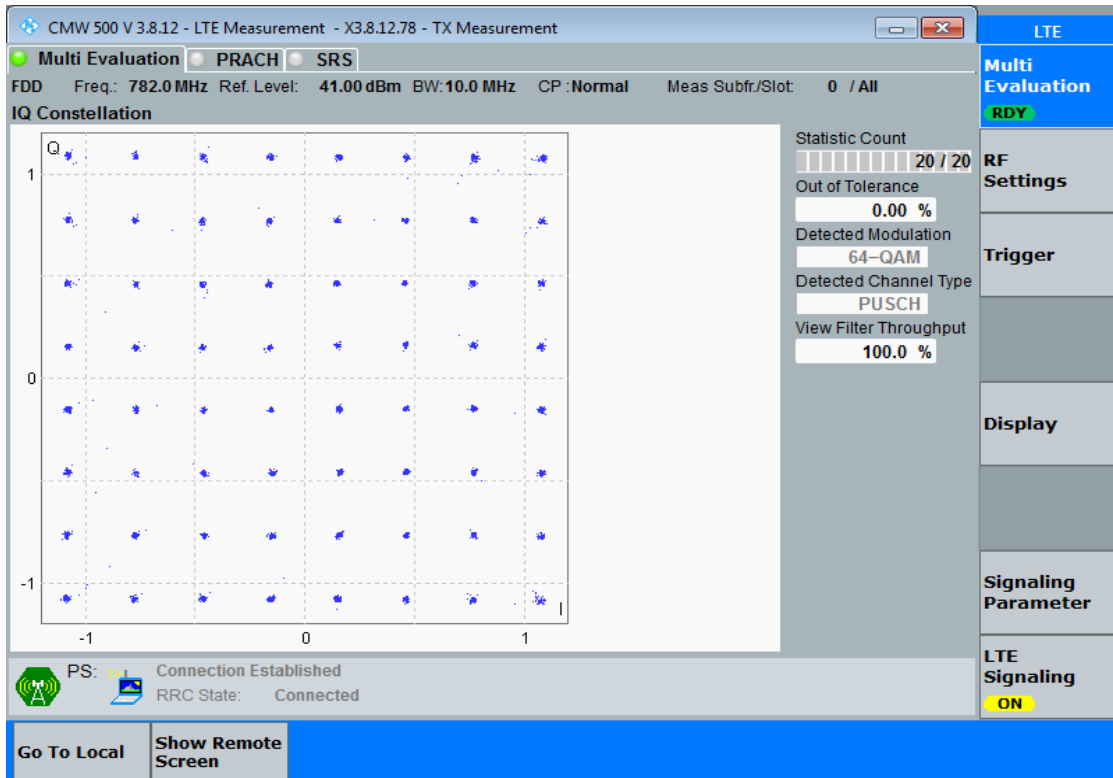 CMW 500 V 3.8.12 - LTE Measurement - X3.8.12.78 - TX Measurement
LTE
Multi Evaluation PRACH SRS
Multi Evaluation
RDY
FDD Freq.: 782.0 MHz Ref. Level: 41.00 dBm BW: 10.0 MHz CP : Normal Meas Subfr./Slot: 0 / All
IQ Constellation
Q
1
0
-1
-1 0 1
I
Statistic Count
20 / 20
Out of Tolerance
0.00 %
Detected Modulation
64-QAM
Detected Channel Type
PUSCH
View Filter Throughput
100.0 %
RF Settings
Trigger
Display
Signaling Parameter
LTE Signaling
ON
PS: Connection Established
RRC State: Connected
Go To Local
Show Remote Screen